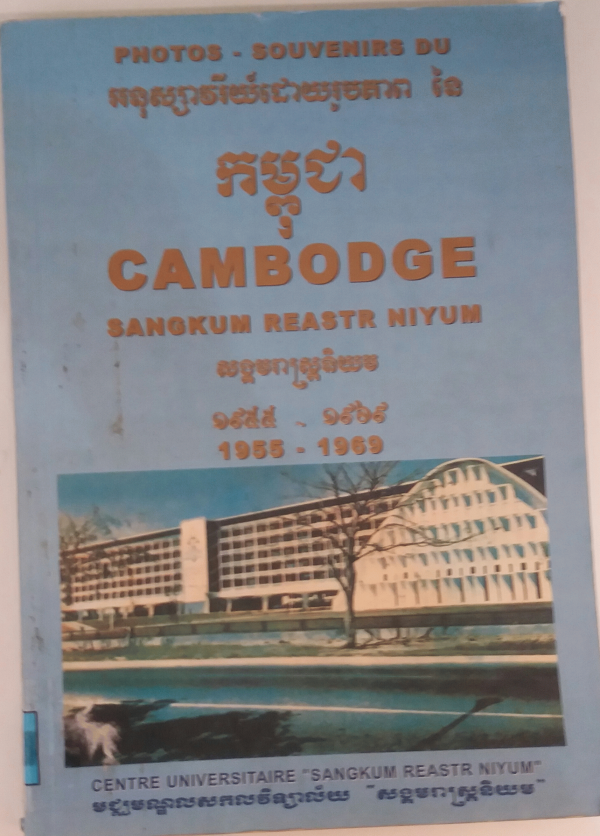 PHOTOS - SOUVENIRS DU
អនុស្សាវរីយ៍ដោយរូបភាព នៃ
កម្ពុជា
CAMBODGE
SANGKUM REASTR NIYUM
សង្គមរាស្ត្រនិយម
១៩៥៥ ~ ១៩៦៩
1955 - 1969
CENTRE UNIVERSITAIRE "SANGKUM REASTR NIYUM"
មជ្ឈមណ្ឌលសកលវិទ្យាល័យ "សង្គមរាស្ត្រនិយម"